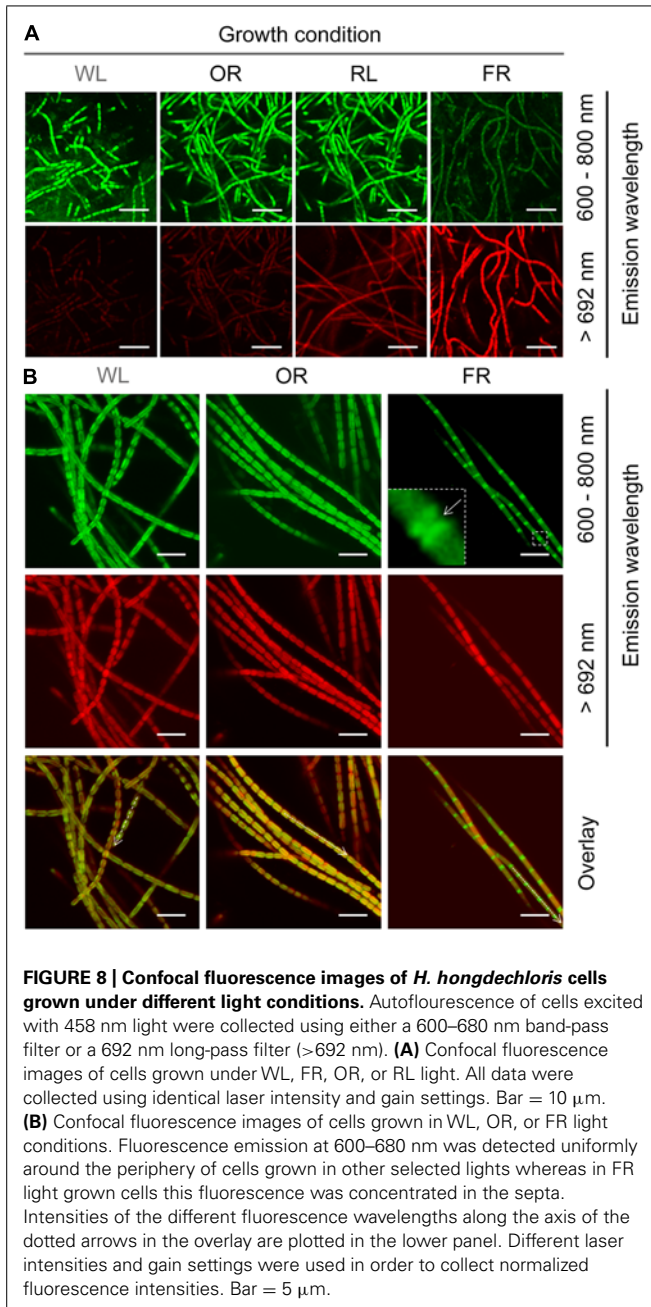 A
Growth condition
WL OR RL FR
600 - 800 nm
> 692 nm
Emission wavelength
B
WL OR FR
600 - 800 nm
> 692 nm
Emission wavelength
Overlay
FIGURE 8 | Confocal fluorescence images of H. hongdechloris cells
grown under different light conditions. Autoflourescence of cells excited
with 458 nm light were collected using either a 600–680 nm band-pass
filter or a 692 nm long-pass filter (>692 nm). (A) Confocal fluorescence
images of cells grown under WL, FR, OR, or RL light. All data were
collected using identical laser intensity and gain settings. Bar = 10 μm.
(B) Confocal fluorescence images of cells grown in WL, OR, or FR light
conditions. Fluorescence emission at 600–680 nm was detected uniformly
around the periphery of cells grown in other selected lights whereas in FR
light grown cells this fluorescence was concentrated in the septa.
Intensities of the different fluorescence wavelengths along the axis of the
dotted arrows in the overlay are plotted in the lower panel. Different laser
intensities and gain settings were used in order to collect normalized
fluorescence intensities. Bar = 5 μm.